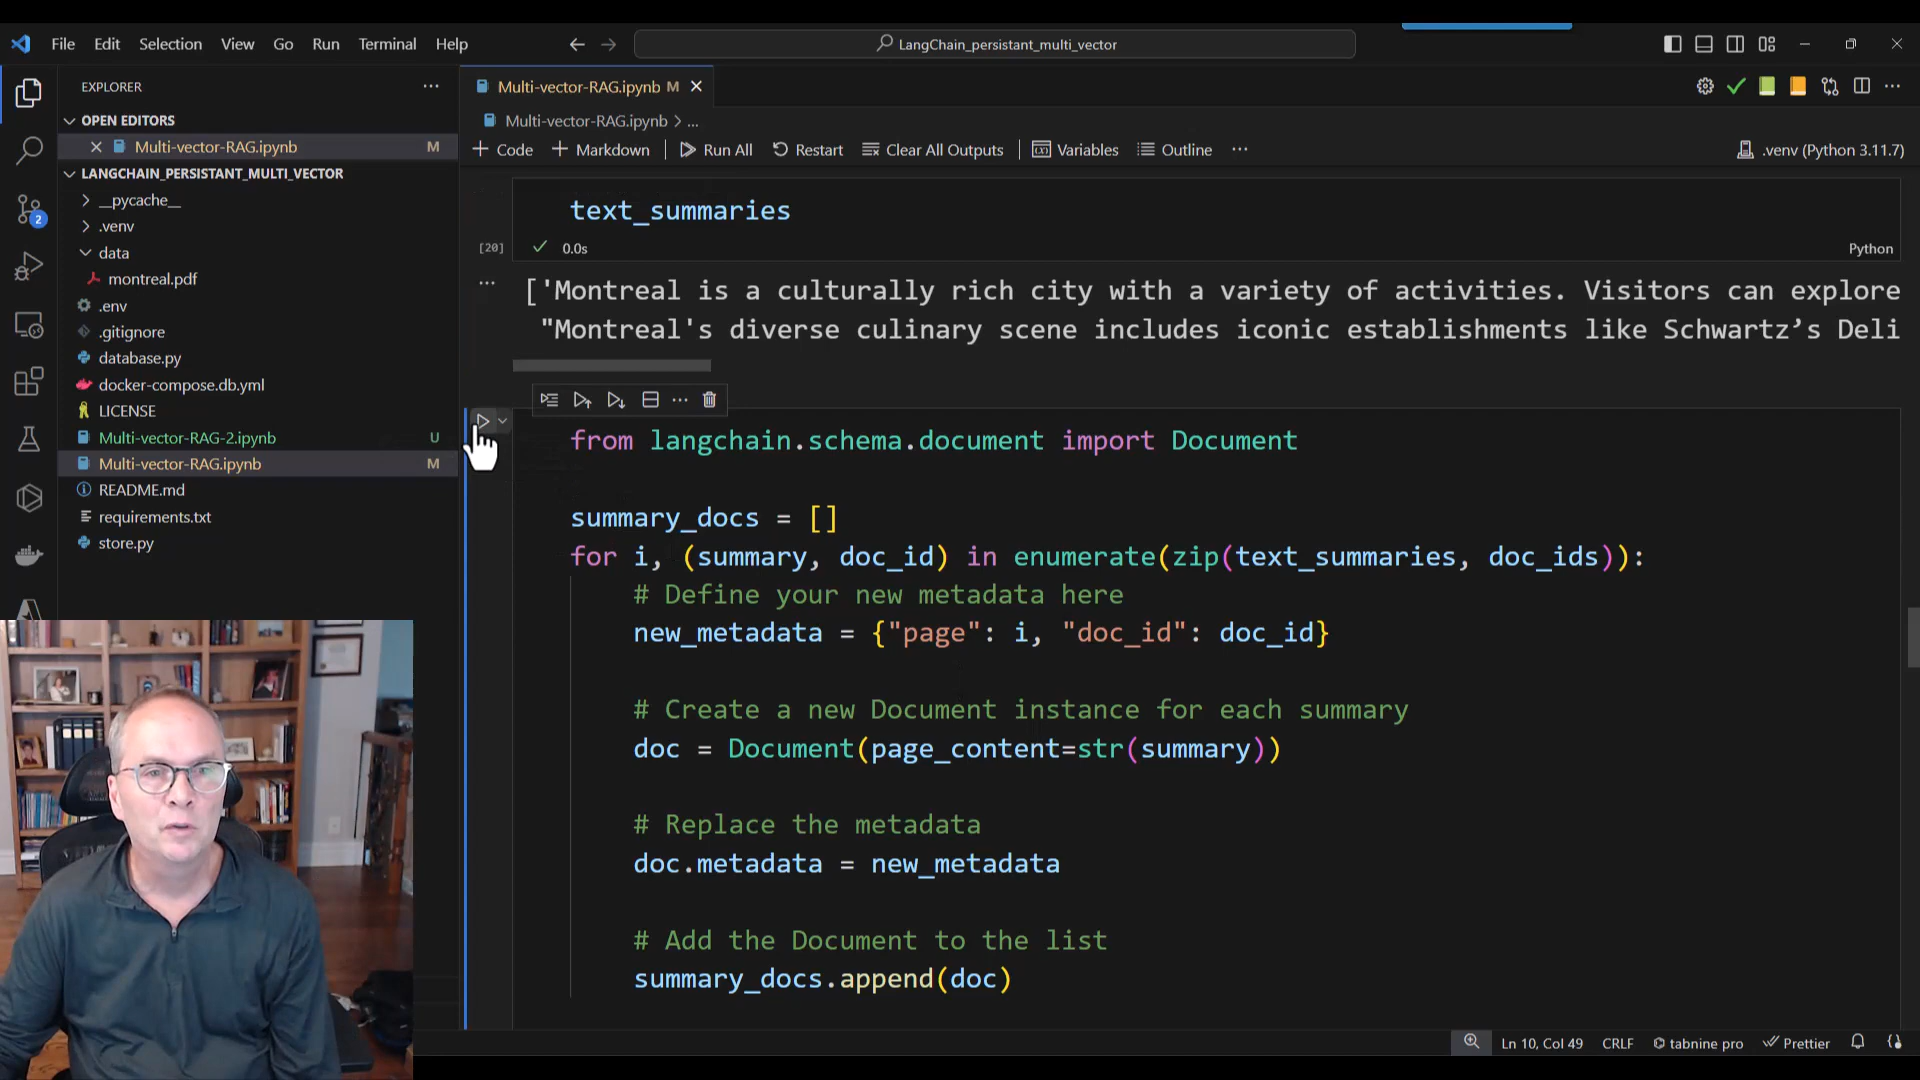 File Edit Selection View Go Run Terminal Help
LangChain_persistant_multi_vector
EXPLORER
OPEN EDITORS
Multi-vector-RAG.ipynb M
LANGCHAIN_PERSISTANT_MULTI_VECTOR
__pycache__
.venv
data
montreal.pdf
.env
.gitignore
database.py
docker-compose.db.yml
LICENSE
Multi-vector-RAG-2.ipynb U
Multi-vector-RAG.ipynb M
README.md
requirements.txt
store.py
2
Multi-vector-RAG.ipynb M
Multi-vector-RAG.ipynb > ...
+ Code + Markdown Run All Restart Clear All Outputs Variables Outline ...
.venv (Python 3.11.7)
text_summaries
[20] 0.0s Python
['Montreal is a culturally rich city with a variety of activities. Visitors can explore
"Montreal's diverse culinary scene includes iconic establishments like Schwartz’s Deli
from langchain.schema.document import Document
summary_docs = []
for i, (summary, doc_id) in enumerate(zip(text_summaries, doc_ids)):
# Define your new metadata here
new_metadata = {"page": i, "doc_id": doc_id}
# Create a new Document instance for each summary
doc = Document(page_content=str(summary))
# Replace the metadata
doc.metadata = new_metadata
# Add the Document to the list
summary_docs.append(doc)
Ln 10, Col 49 CRLF tabnine pro Prettier